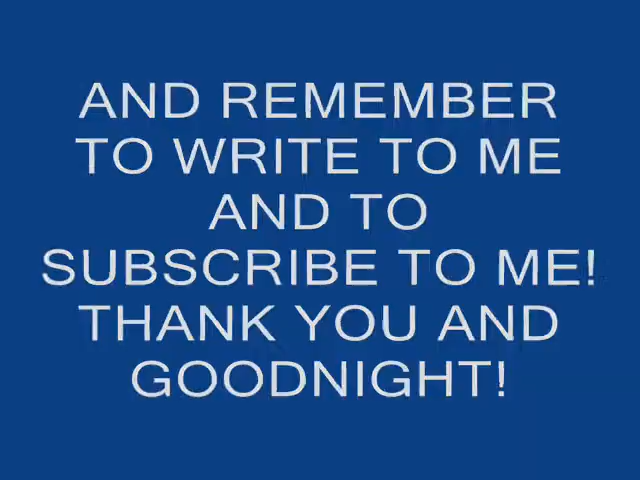 AND REMEMBER
TO WRITE TO ME
AND TO
SUBSCRIBE TO ME!
THANK YOU AND
GOODNIGHT!